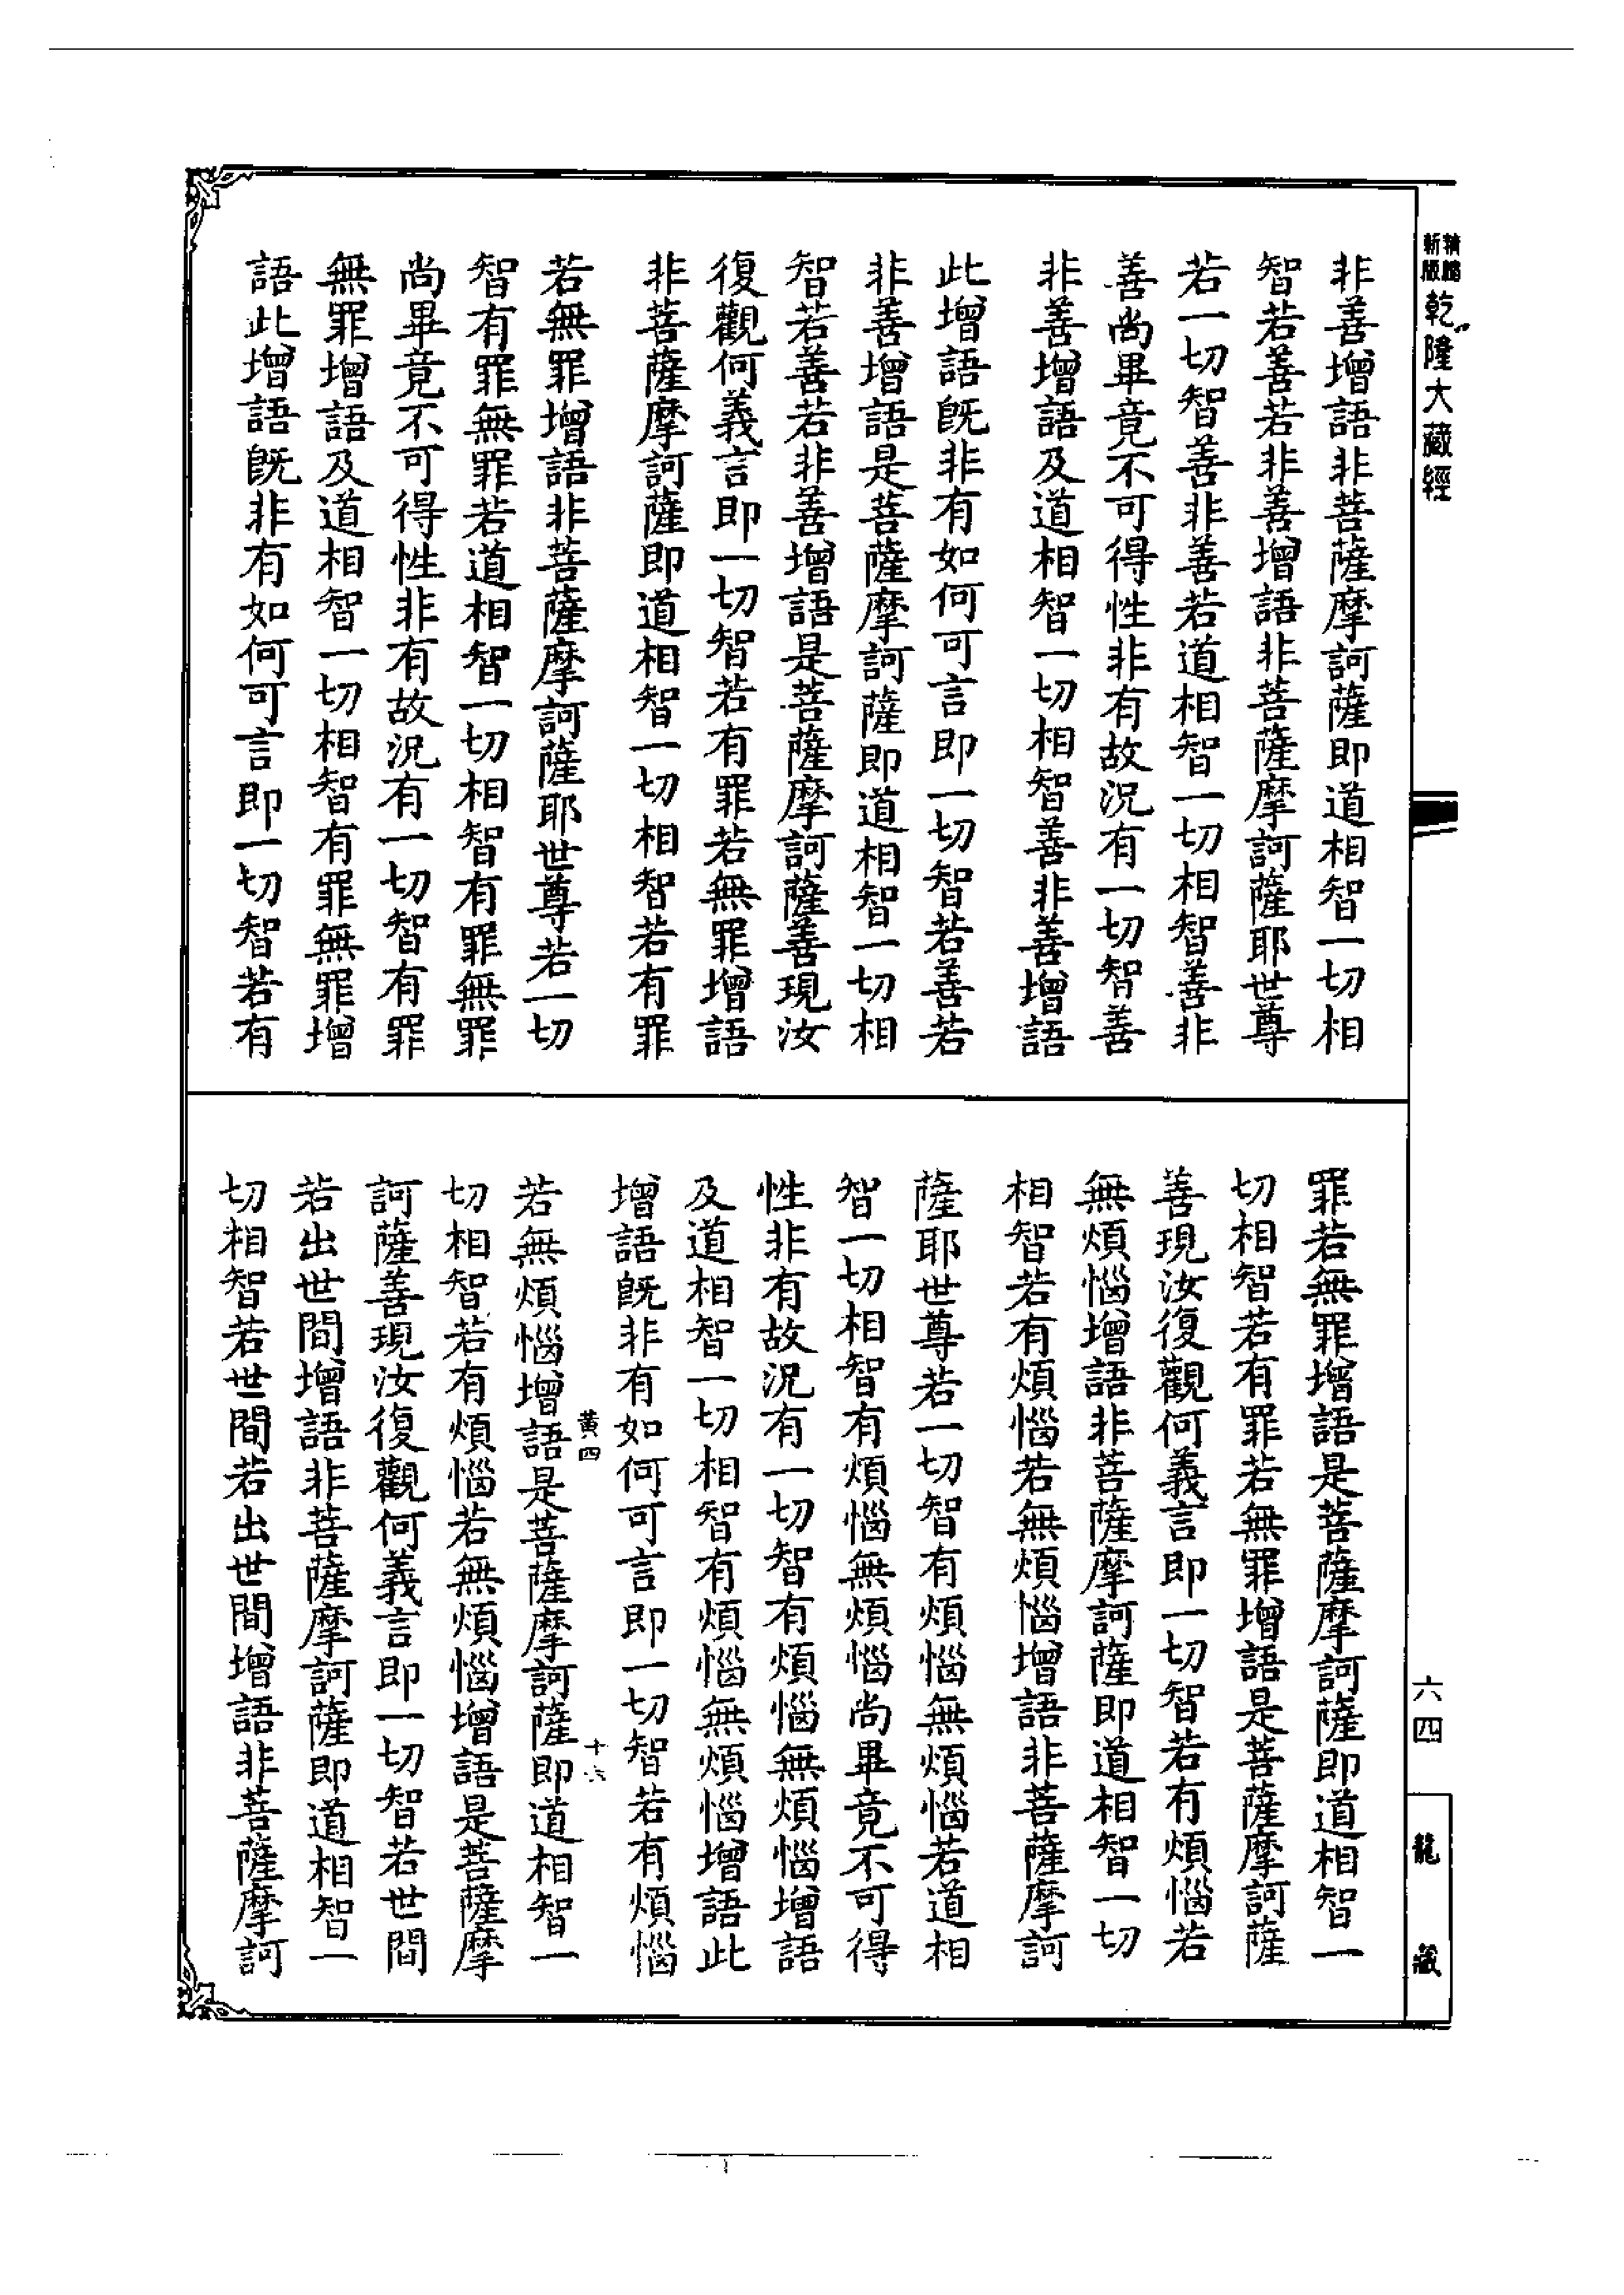 乾隆大藏經
非善增語非菩薩摩訶薩即道相智一切相
智若善若非善增語非菩薩摩訶薩耶世尊
若一切智善非善若道相智一切相智善非
善尚畢竟不可得性非有故況有一切智善
非善增語及道相智一切相智善非善增語
此增語既非有如何可言即一切智若善若
非善增語是菩薩摩訶薩即道相智一切相
智若善若非善增語是菩薩摩訶薩善現汝
復觀何義言即一切智若有罪若無罪增語
非菩薩摩訶薩即道相智一切相智若有罪
若無罪增語非菩薩摩訶薩耶世尊若一切
智有罪無罪若道相智一切相智有罪無罪
尚畢竟不可得性非有故況有一切智有罪
無罪增語及道相智一切相智有罪無罪增
語此增語既非有如何可言即一切智若有
罪若無罪增語是菩薩摩訶薩即道相智一
切相智若有罪若無罪增語是菩薩摩訶薩
善現汝復觀何義言即一切智若有煩惱若
無煩惱增語非菩薩摩訶薩即道相智一切
相智若有煩惱若無煩惱增語非菩薩摩訶
薩耶世尊若一切智有煩惱無煩惱若道相
智一切相智有煩惱無煩惱尚畢竟不可得
性非有故況有一切智有煩惱無煩惱增語
及道相智一切相智有煩惱無煩惱增語此
增語既非有如何可言即一切智若有煩惱
黃四
若無煩惱增語是菩薩摩訶薩即道相智一
切相智若有煩惱若無煩惱增語是菩薩摩
訶薩善現汝復觀何義言即一切智若世間
若出世間增語非菩薩摩訶薩即道相智一
切相智若世間若出世間增語非菩薩摩訶
六四
龍藏